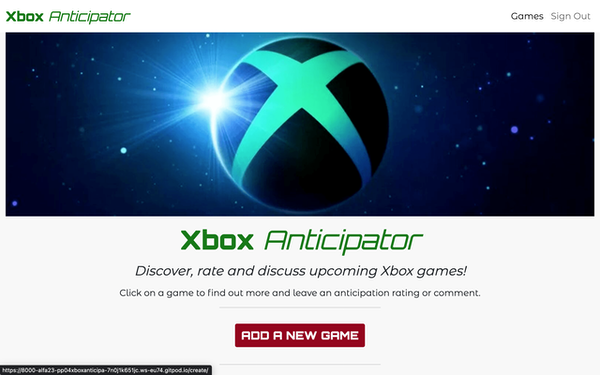 Xbox Anticipator
Games Sign Out
Xbox Anticipator
Discover, rate and discuss upcoming Xbox games!
Click on a game to find out more and leave an anticipation rating or comment.
ADD A NEW GAME
https://8000-alfa23-pp04xboxanticipa-7n0j1k651jc.ws-eu74.gitpod.io/create/